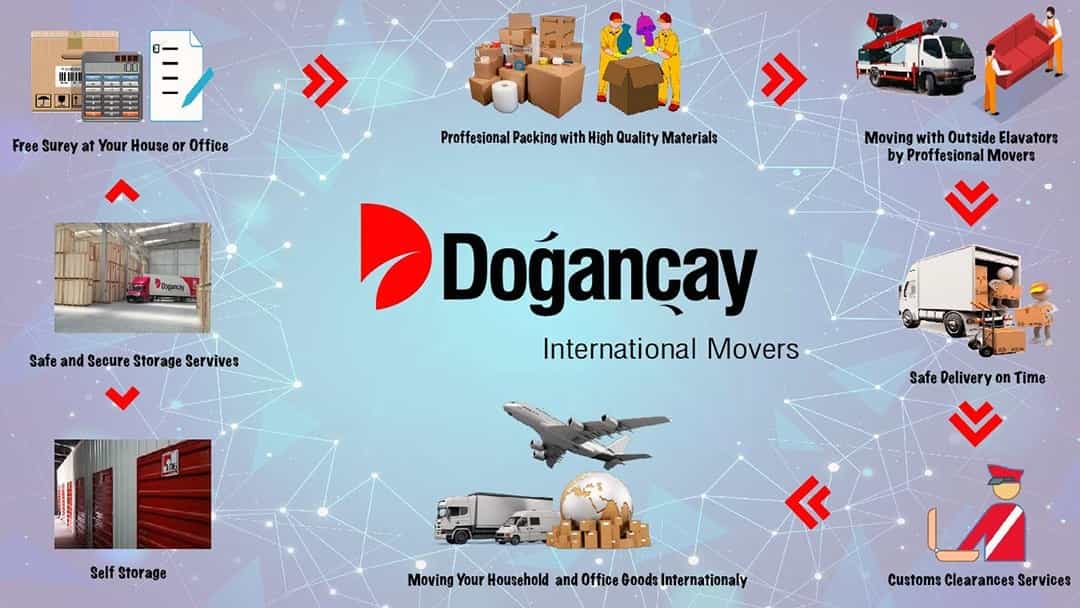 Free Surey at Your House or Office
Proffesional Packing with High Quality Materials
Moving with Outside Elavators
by Proffesional Movers
Doğançay
International Movers
Doğançay
Safe and Secure Storage Servives
Safe Delivery on Time
Self Storage
Moving Your Household and Office Goods Internationaly
Customs Clearances Services